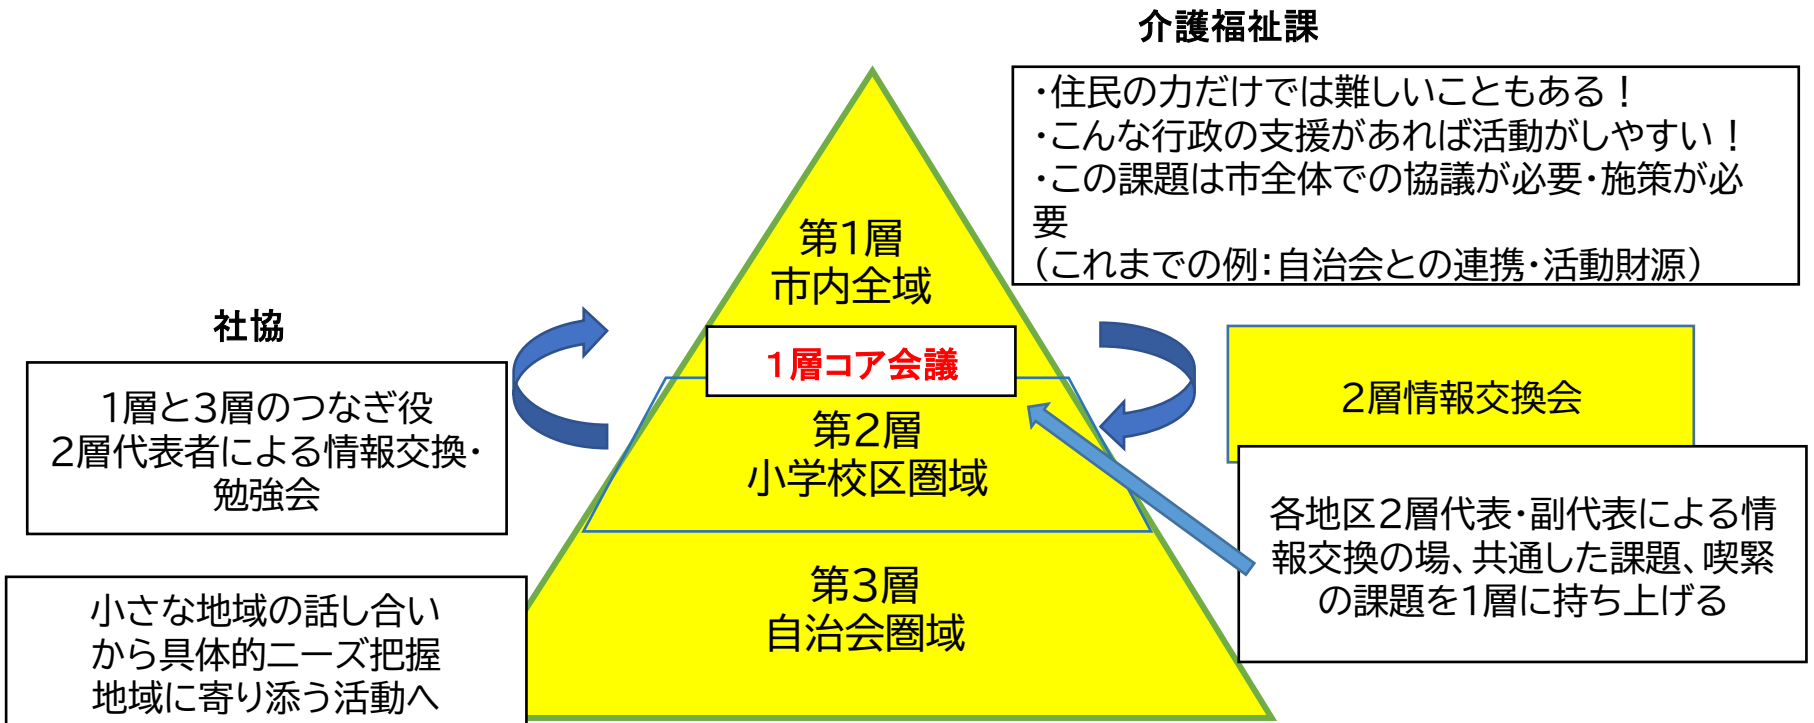 介護福祉課
・住民の力だけでは難しいこともある！
・こんな行政の支援があれば活動がしやすい！
・この課題は市全体での協議が必要・施策が必
要
（これまでの例：自治会との連携・活動財源）
第1層
市内全域
社協
1層と3層のつなぎ役
2層代表者による情報交換・
勉強会
1層コア会議
2層情報交換会
第2層
小学校区圏域
各地区2層代表・副代表による情
報交換の場、共通した課題、喫緊
の課題を1層に持ち上げる
第3層
自治会圏域
小さな地域の話し合い
から具体的ニーズ把握
地域に寄り添う活動へ